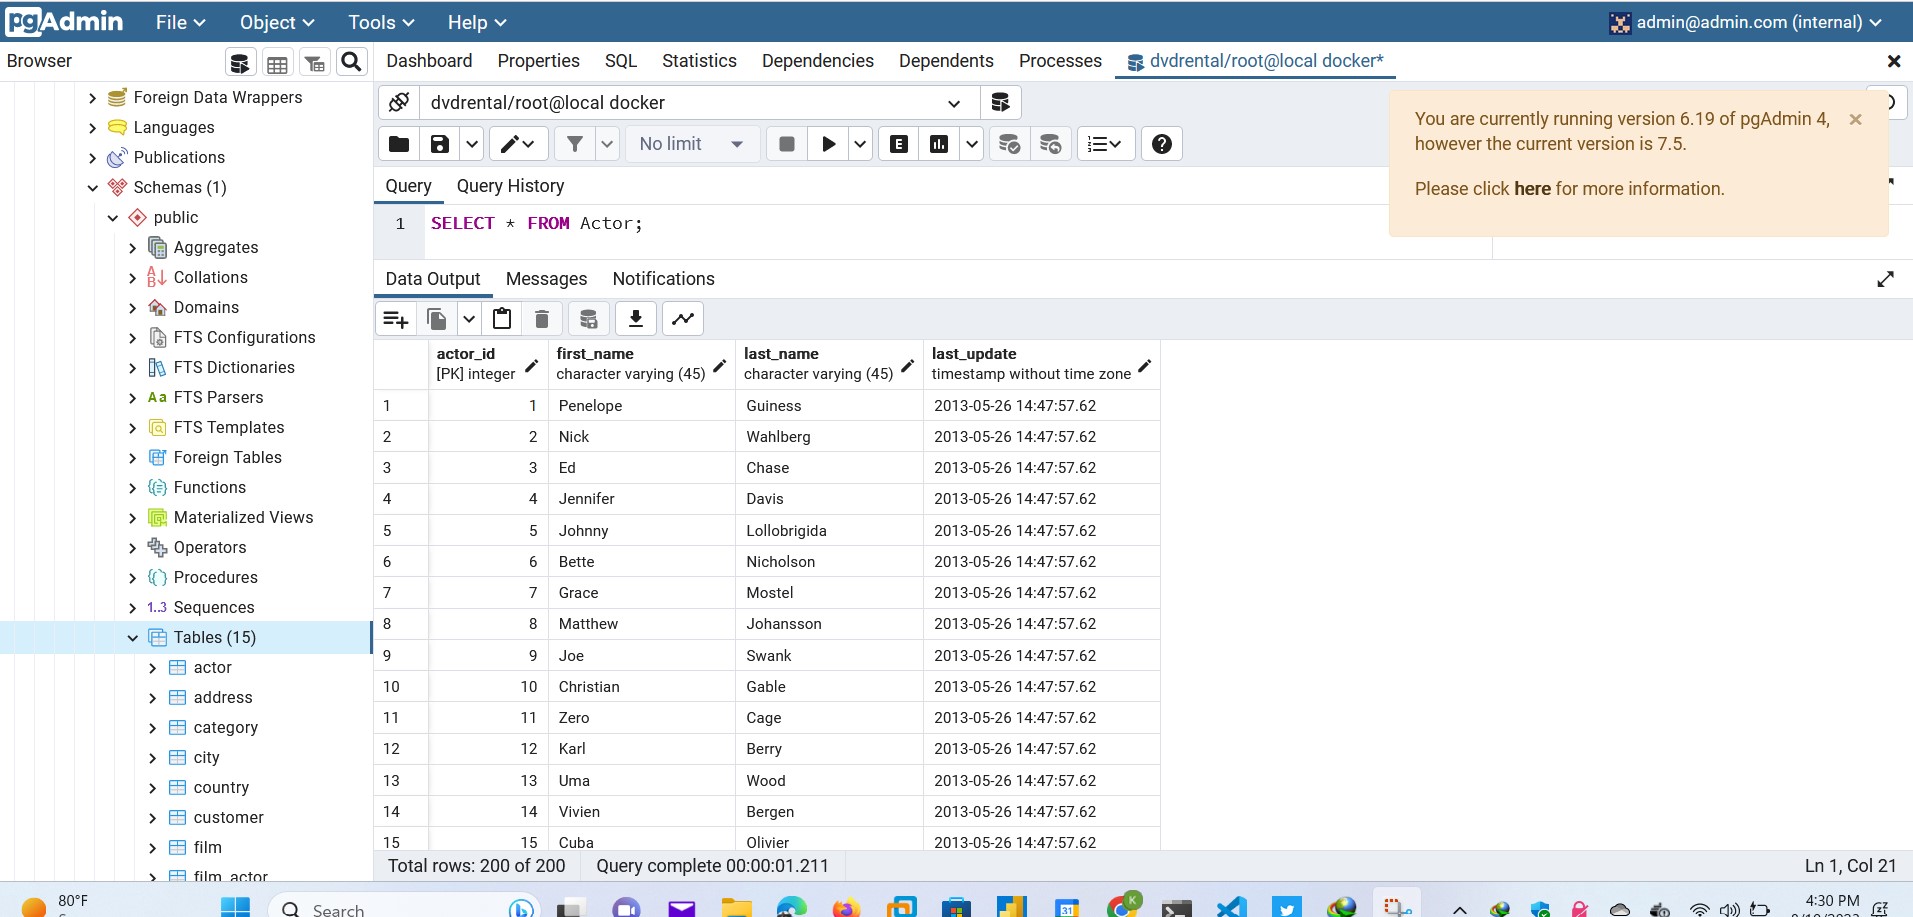 pgAdmin File Object Tools Help admin@admin.com (internal)
Browser
Dashboard Properties SQL Statistics Dependencies Dependents Processes dvdrental/root@local docker*
Foreign Data Wrappers
Languages
Publications
Schemas (1)
public
Aggregates
Collations
Domains
FTS Configurations
FTS Dictionaries
Aa FTS Parsers
FTS Templates
Foreign Tables
Functions
Materialized Views
Operators
Procedures
1..3 Sequences
Tables (15)
actor
address
category
city
country
customer
film
film_actor
dvdrental/root@local docker
No limit
E
You are currently running version 6.19 of pgAdmin 4,
however the current version is 7.5.
Please click here for more information.
Query Query History
1 SELECT * FROM Actor;
Data Output Messages Notifications
actor_id first_name last_name last_update
[PK] integer character varying (45) character varying (45) timestamp without time zone
1 1 Penelope Guiness 2013-05-26 14:47:57.62
2 2 Nick Wahlberg 2013-05-26 14:47:57.62
3 3 Ed Chase 2013-05-26 14:47:57.62
4 4 Jennifer Davis 2013-05-26 14:47:57.62
5 5 Johnny Lollobrigida 2013-05-26 14:47:57.62
6 6 Bette Nicholson 2013-05-26 14:47:57.62
7 7 Grace Mostel 2013-05-26 14:47:57.62
8 8 Matthew Johansson 2013-05-26 14:47:57.62
9 9 Joe Swank 2013-05-26 14:47:57.62
10 10 Christian Gable 2013-05-26 14:47:57.62
11 11 Zero Cage 2013-05-26 14:47:57.62
12 12 Karl Berry 2013-05-26 14:47:57.62
13 13 Uma Wood 2013-05-26 14:47:57.62
14 14 Vivien Bergen 2013-05-26 14:47:57.62
15 15 Cuba Olivier 2013-05-26 14:47:57.62
Total rows: 200 of 200 Query complete 00:00:01.211 Ln 1, Col 21
80°F
Search
K
31
4:30 PM